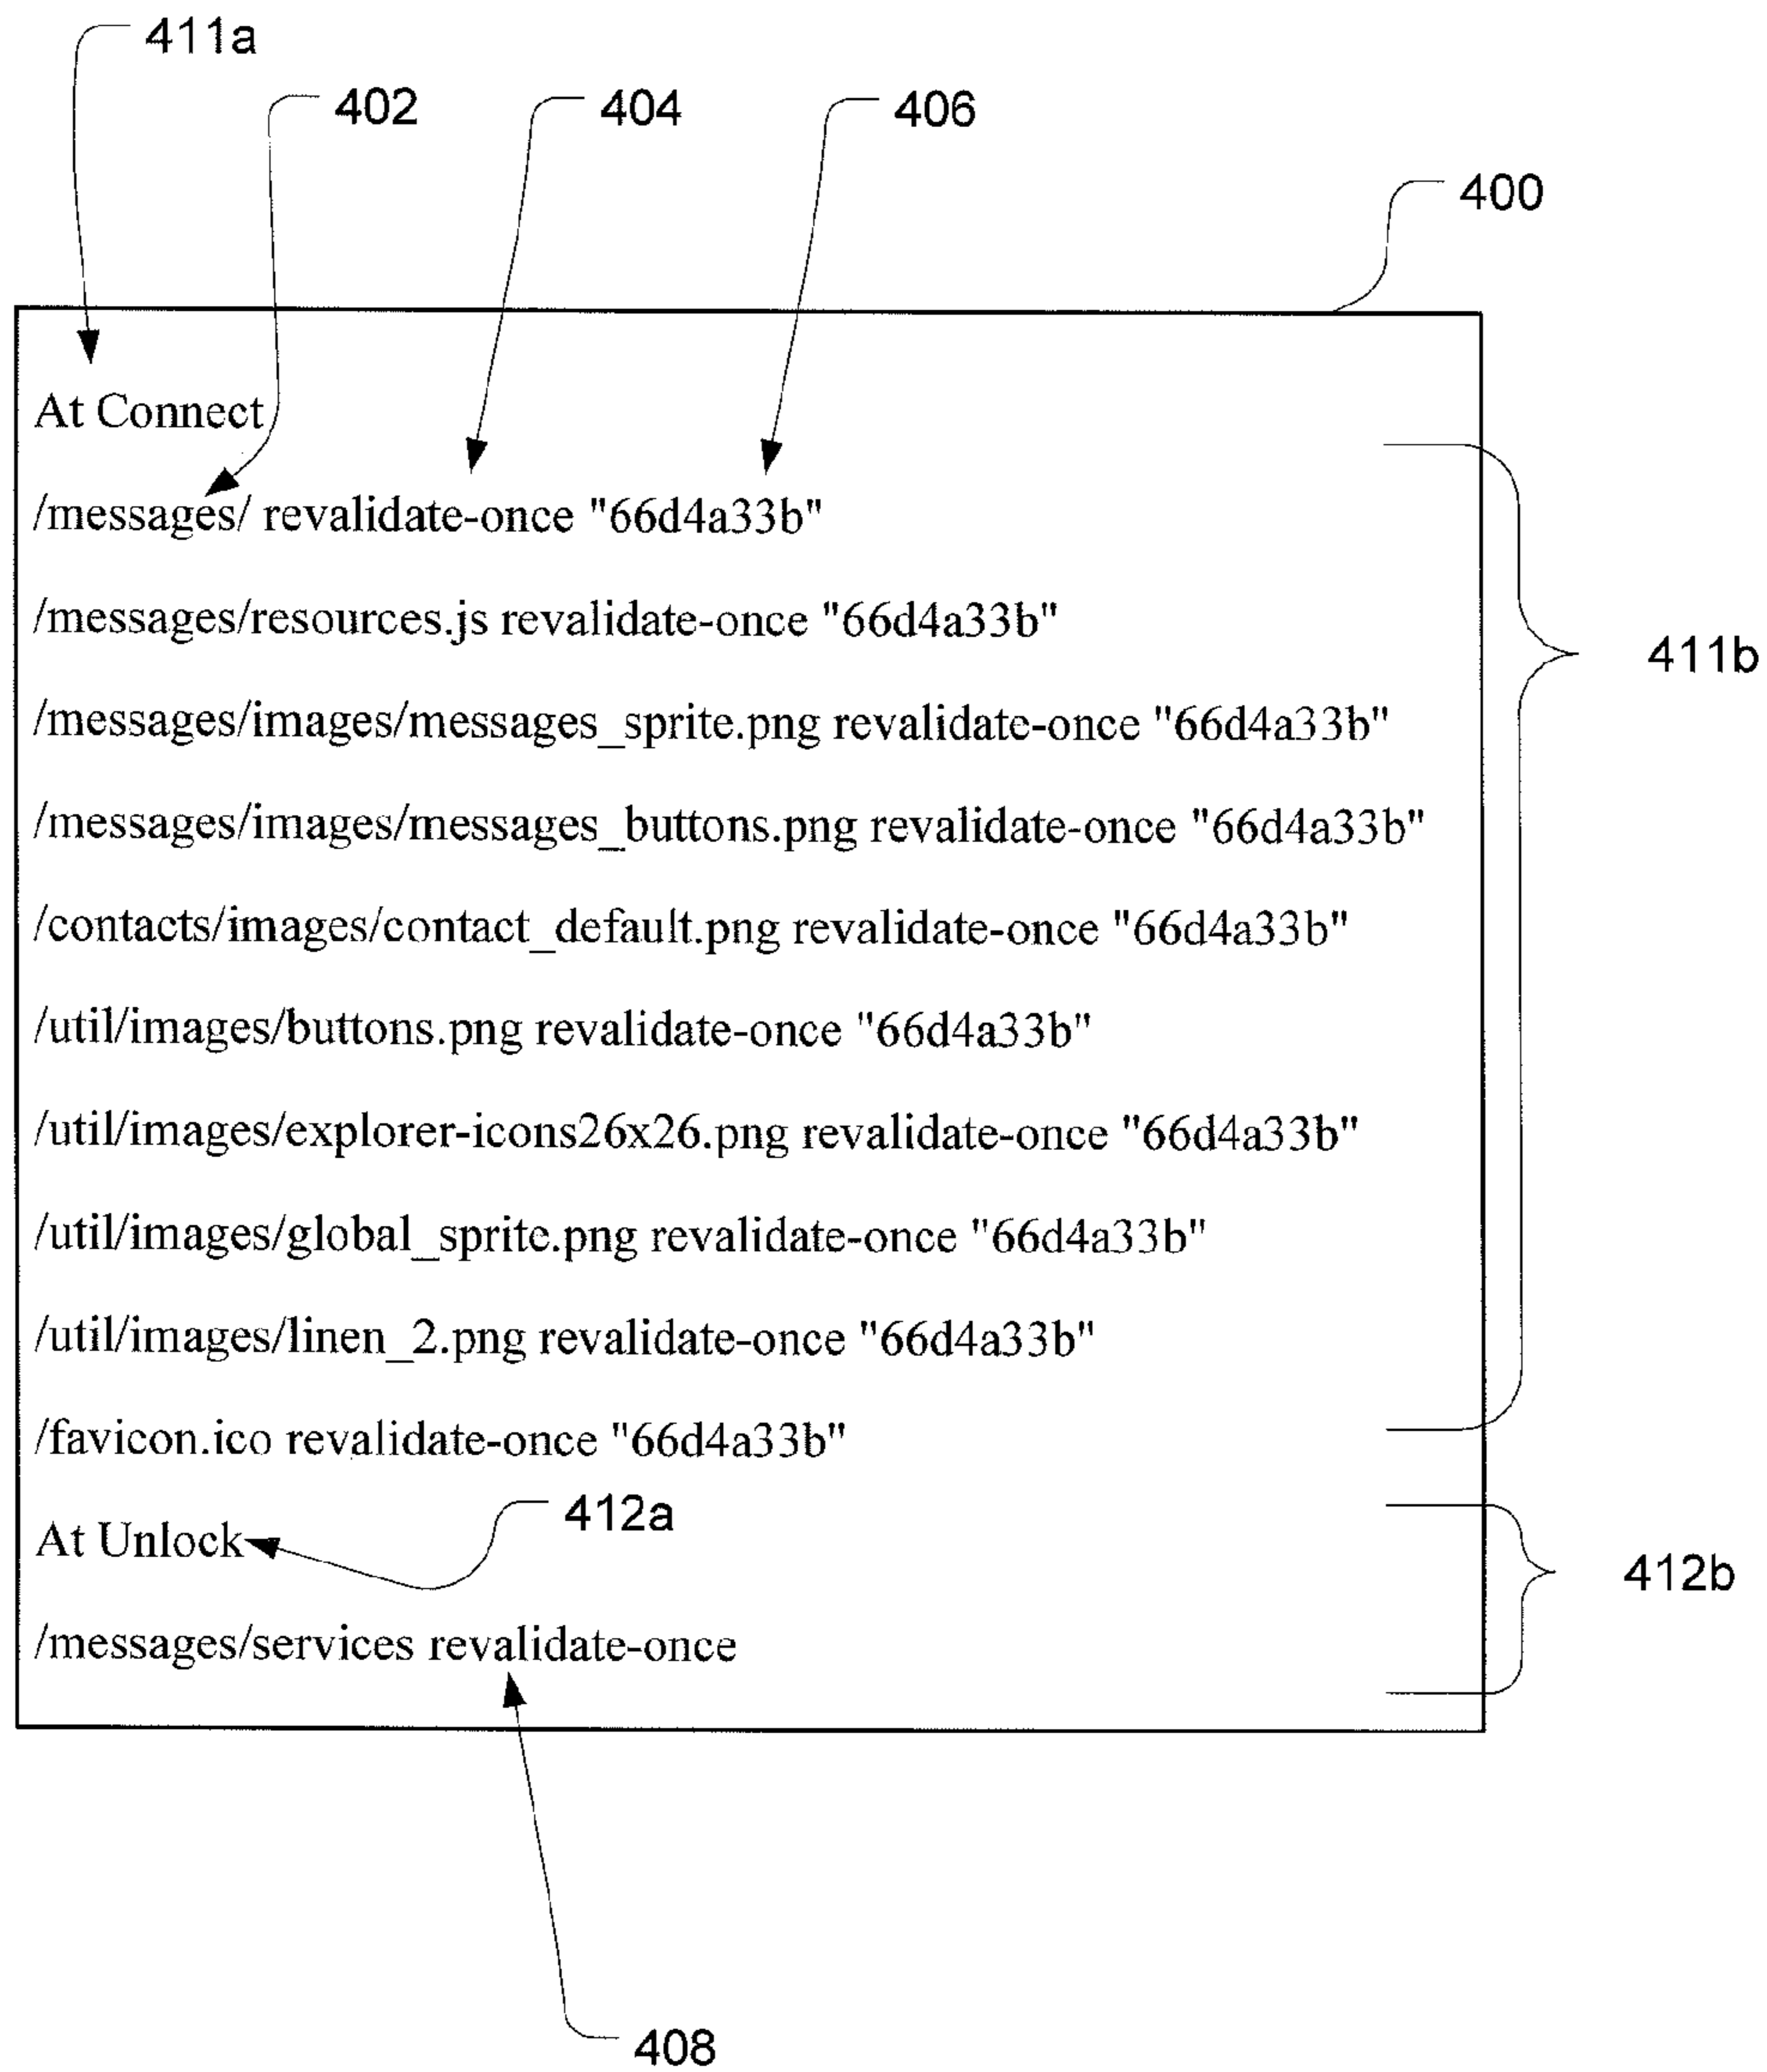 411a
402
404
406
400
At Connect
/messages/ revalidate-once "66d4a33b"
/messages/resources.js revalidate-once "66d4a33b"
411b
/messages/images/messages_sprite.png revalidate-once "66d4a33b"
/messages/images/messages_buttons.png revalidate-once "66d4a33b"
/contacts/images/contact_default.png revalidate-once "66d4a33b"
/util/images/buttons.png revalidate-once "66d4a33b"
/util/images/explorer-icons26x26.png revalidate-once "66d4a33b"
/util/images/global_sprite.png revalidate-once "66d4a33b"
/util/images/linen_2.png revalidate-once "66d4a33b"
/favicon.ico revalidate-once "66d4a33b"
412a
At Unlock
412b
/messages/services revalidate-once
408